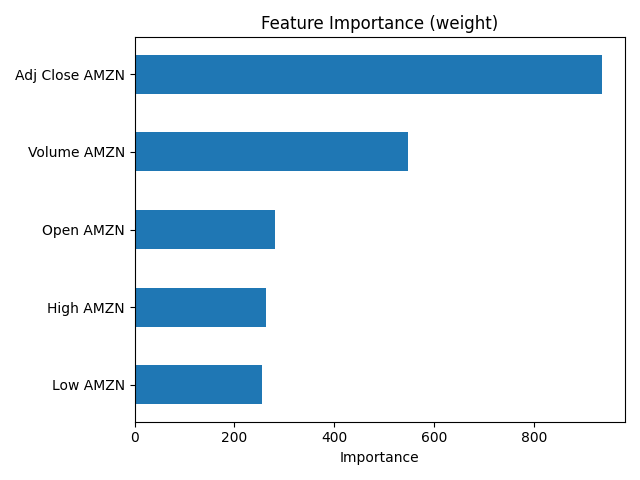 Feature Importance (weight)
Adj Close AMZN
Volume AMZN
Open AMZN
High AMZN
Low AMZN
0 200 400 600 800
Importance